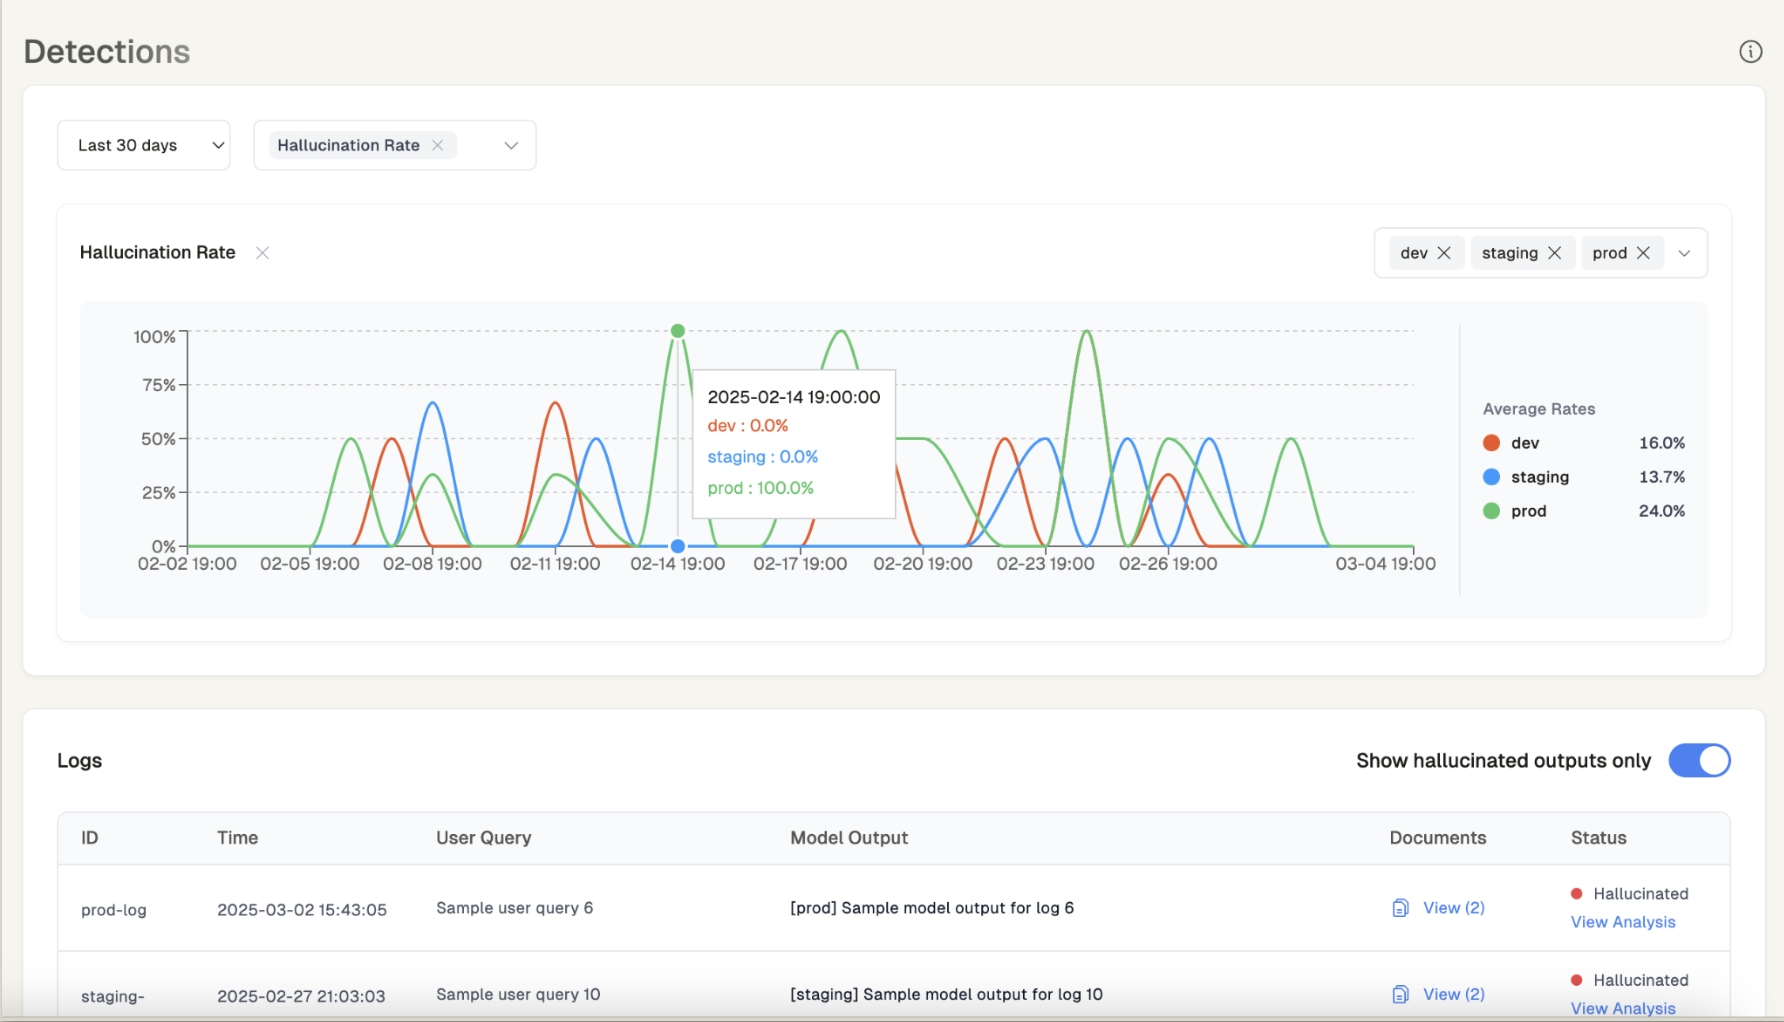 Detections
Last 30 days
Hallucination Rate
Hallucination Rate
dev staging prod
100%
75%
50%
25%
0%
02-02 19:00 02-05 19:00 02-08 19:00 02-11 19:00 02-14 19:00 02-17 19:00 02-20 19:00 02-23 19:00 02-26 19:00 03-04 19:00
2025-02-14 19:00:00
dev : 0.0%
staging : 0.0%
prod : 100.0%
Average Rates
dev 16.0%
staging 13.7%
prod 24.0%
Logs
Show hallucinated outputs only
ID Time User Query Model Output Documents Status
prod-log 2025-03-02 15:43:05 Sample user query 6 [prod] Sample model output for log 6 View (2) Hallucinated
View Analysis
staging- 2025-02-27 21:03:03 Sample user query 10 [staging] Sample model output for log 10 View (2) Hallucinated
View Analysis